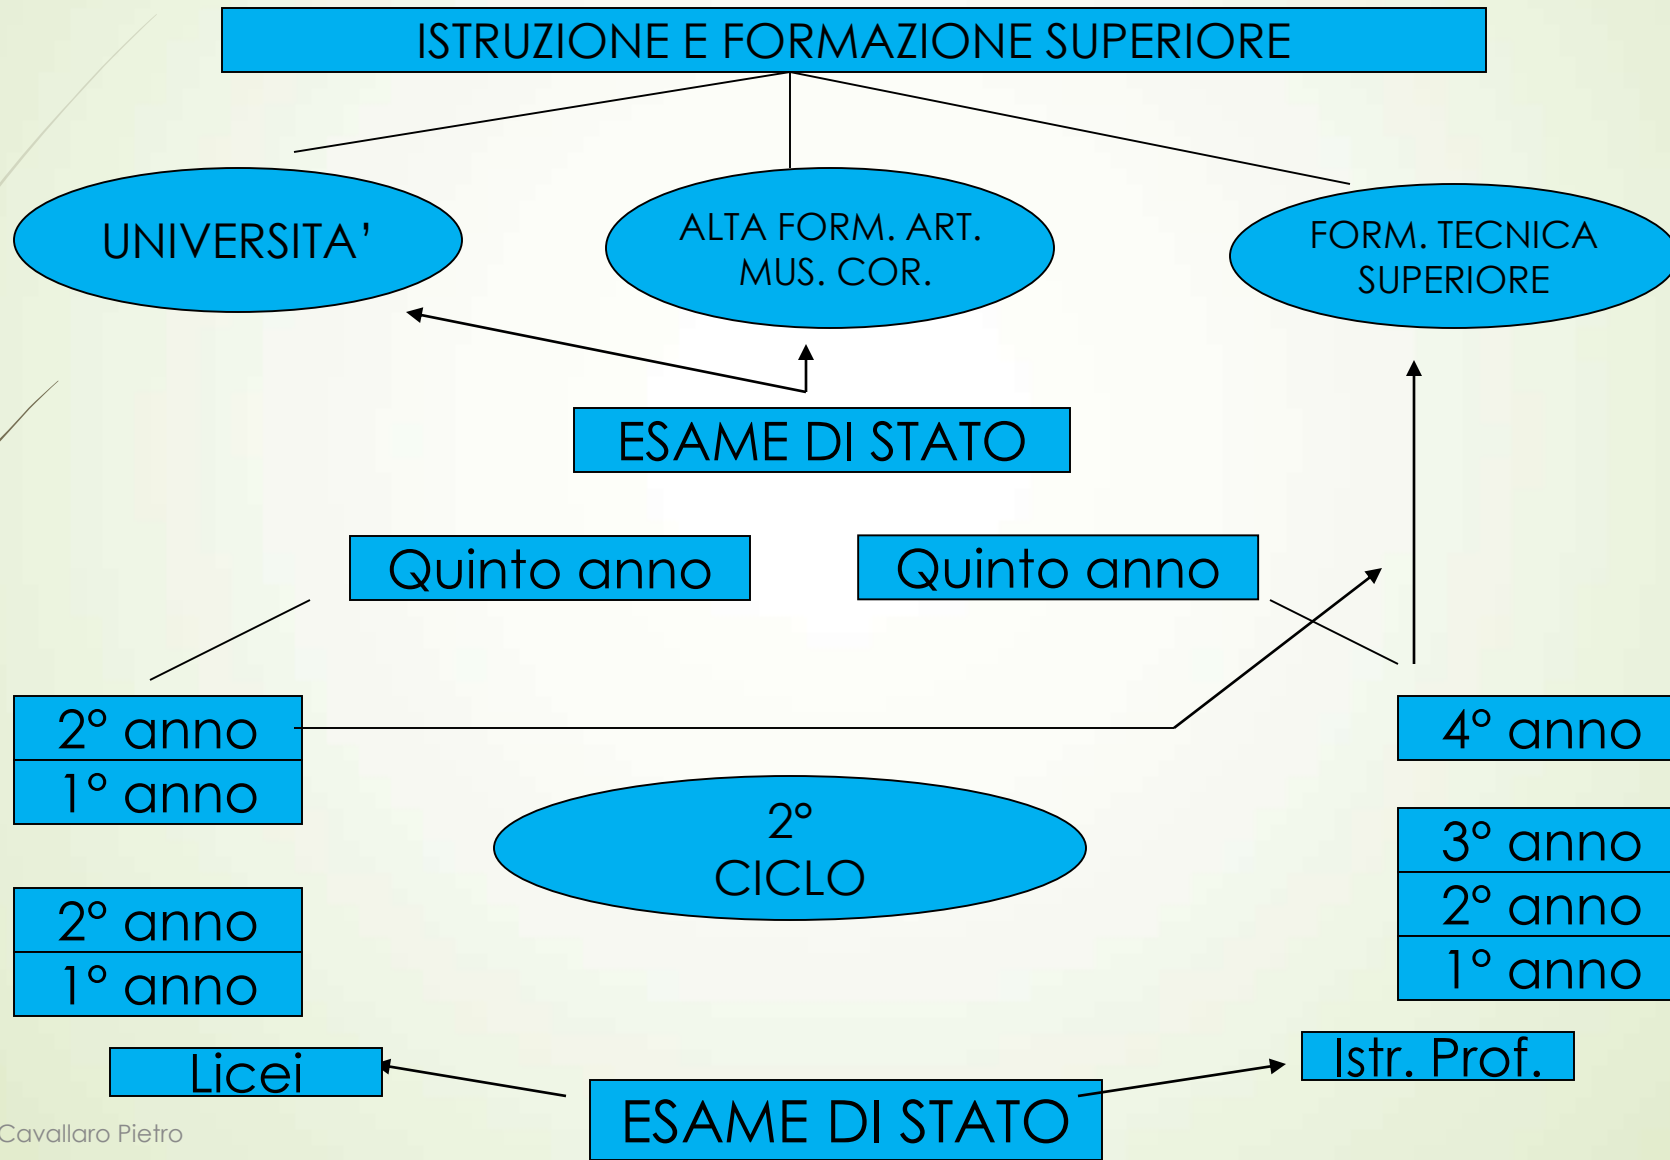 ISTRUZIONE E FORMAZIONE SUPERIORE
UNIVERSITA’
ALTA FORM. ART.
MUS. COR.
FORM. TECNICA
SUPERIORE
ESAME DI STATO
Quinto anno
Quinto anno
2° anno
1° anno
4° anno
2°
CICLO
3° anno
2° anno
1° anno
2° anno
1° anno
Licei
Istr. Prof.
ESAME DI STATO
Cavallaro Pietro